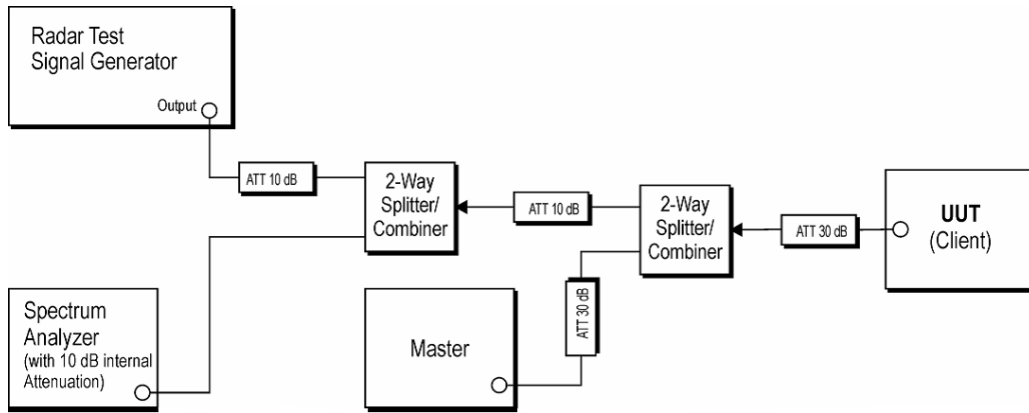 Radar Test
Signal Generator
Output
ATT 10 dB
2-Way
Splitter/
Combiner
ATT 10 dB
2-Way
Splitter/
Combiner
ATT 30 dB
UUT
(Client)
Spectrum
Analyzer
(with 10 dB internal
Attenuation)
Master
ATT 30 dB